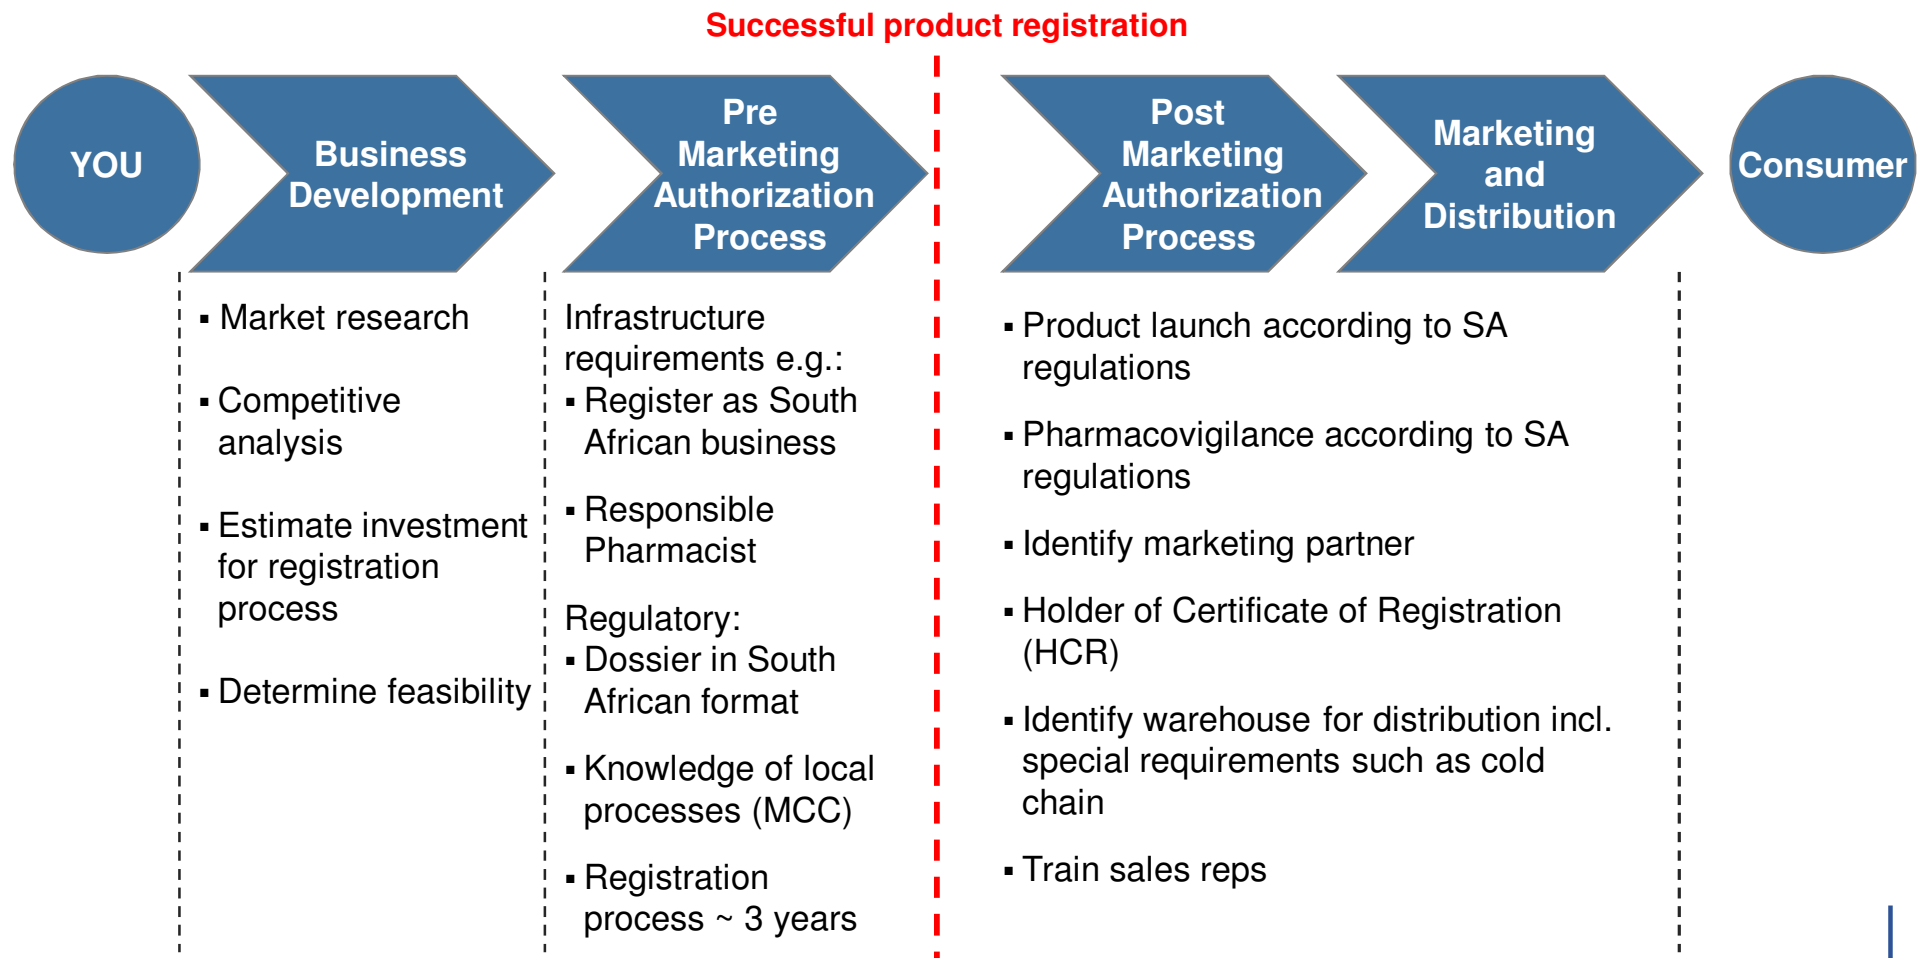 Successful product registration
YOU
Business
Development
Pre
Marketing
Authorization
Process
Post
Marketing
Authorization
Process
Marketing
and
Distribution
Consumer
▪ Market research
▪ Competitive
analysis
▪ Estimate investment
for registration
process
▪ Determine feasibility
Infrastructure
requirements e.g.:
▪ Register as South
African business
▪ Responsible
Pharmacist
Regulatory:
▪ Dossier in South
African format
▪ Knowledge of local
processes (MCC)
▪ Registration
process ~ 3 years
▪ Product launch according to SA
regulations
▪ Pharmacovigilance according to SA
regulations
▪ Identify marketing partner
▪ Holder of Certificate of Registration
(HCR)
▪ Identify warehouse for distribution incl.
special requirements such as cold
chain
▪ Train sales reps